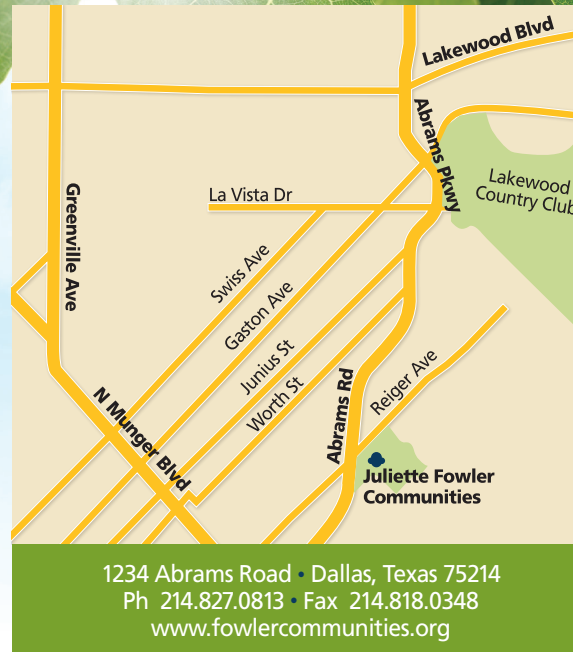 Lakewood Blvd
Abrams Pkwy
Lakewood
Country Club
Greenville Ave
La Vista Dr
Swiss Ave
Gaston Ave
Junius St
Worth St
N Munger Blvd
Abrams Rd
Reiger Ave
Juliette Fowler
Communities
1234 Abrams Road • Dallas, Texas 75214
Ph 214.827.0813 • Fax 214.818.0348
www.fowlercommunities.org